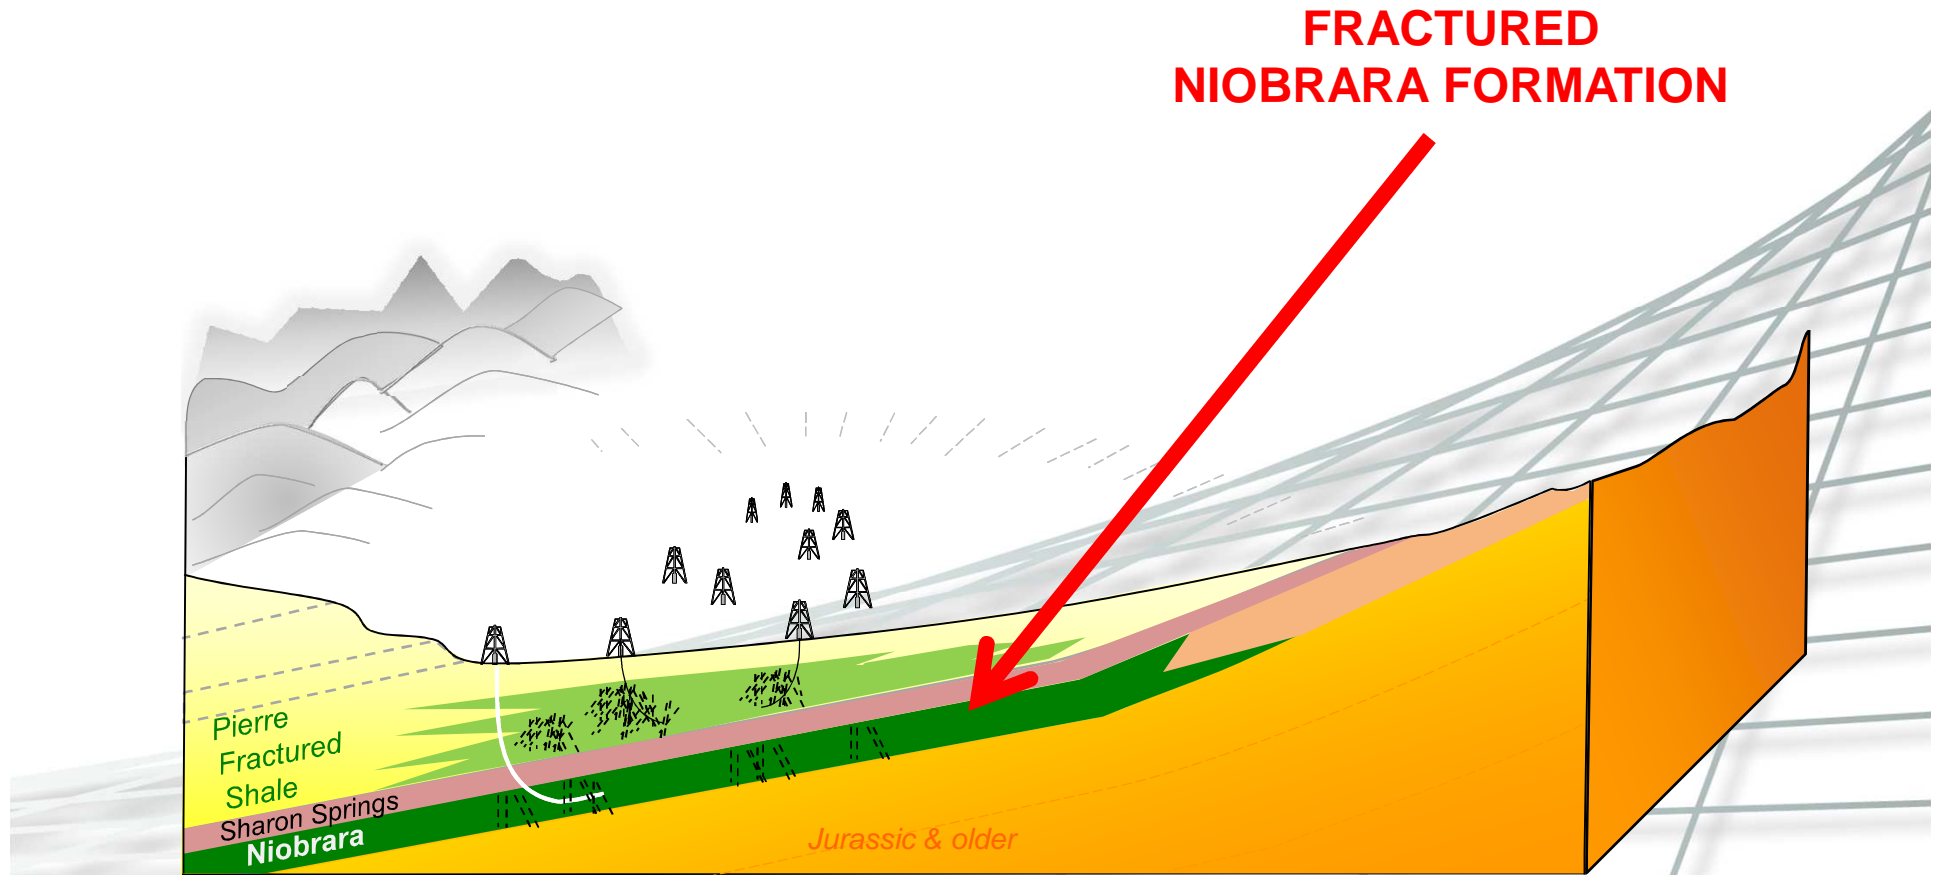 FRACTURED
NIOBRARA FORMATION
Pierre
Fractured
Shale
Sharon Springs
Niobrara
Jurassic & older